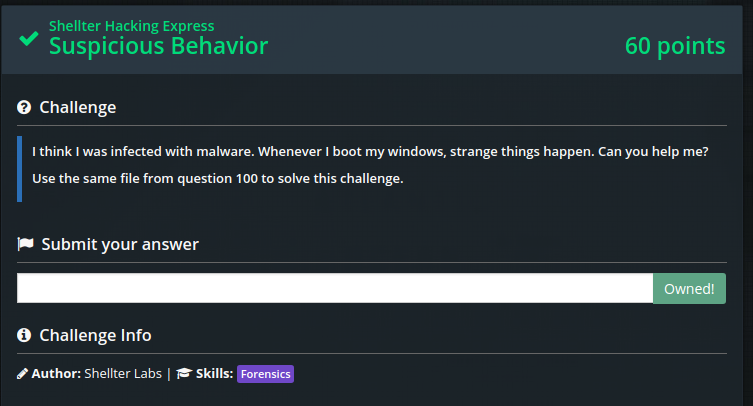 Shellter Hacking Express
Suspicious Behavior
60 points
Challenge
I think I was infected with malware. Whenever I boot my windows, strange things happen. Can you help me?
Use the same file from question 100 to solve this challenge.
Submit your answer
Owned!
Challenge Info
Author: Shellter Labs | Skills: Forensics